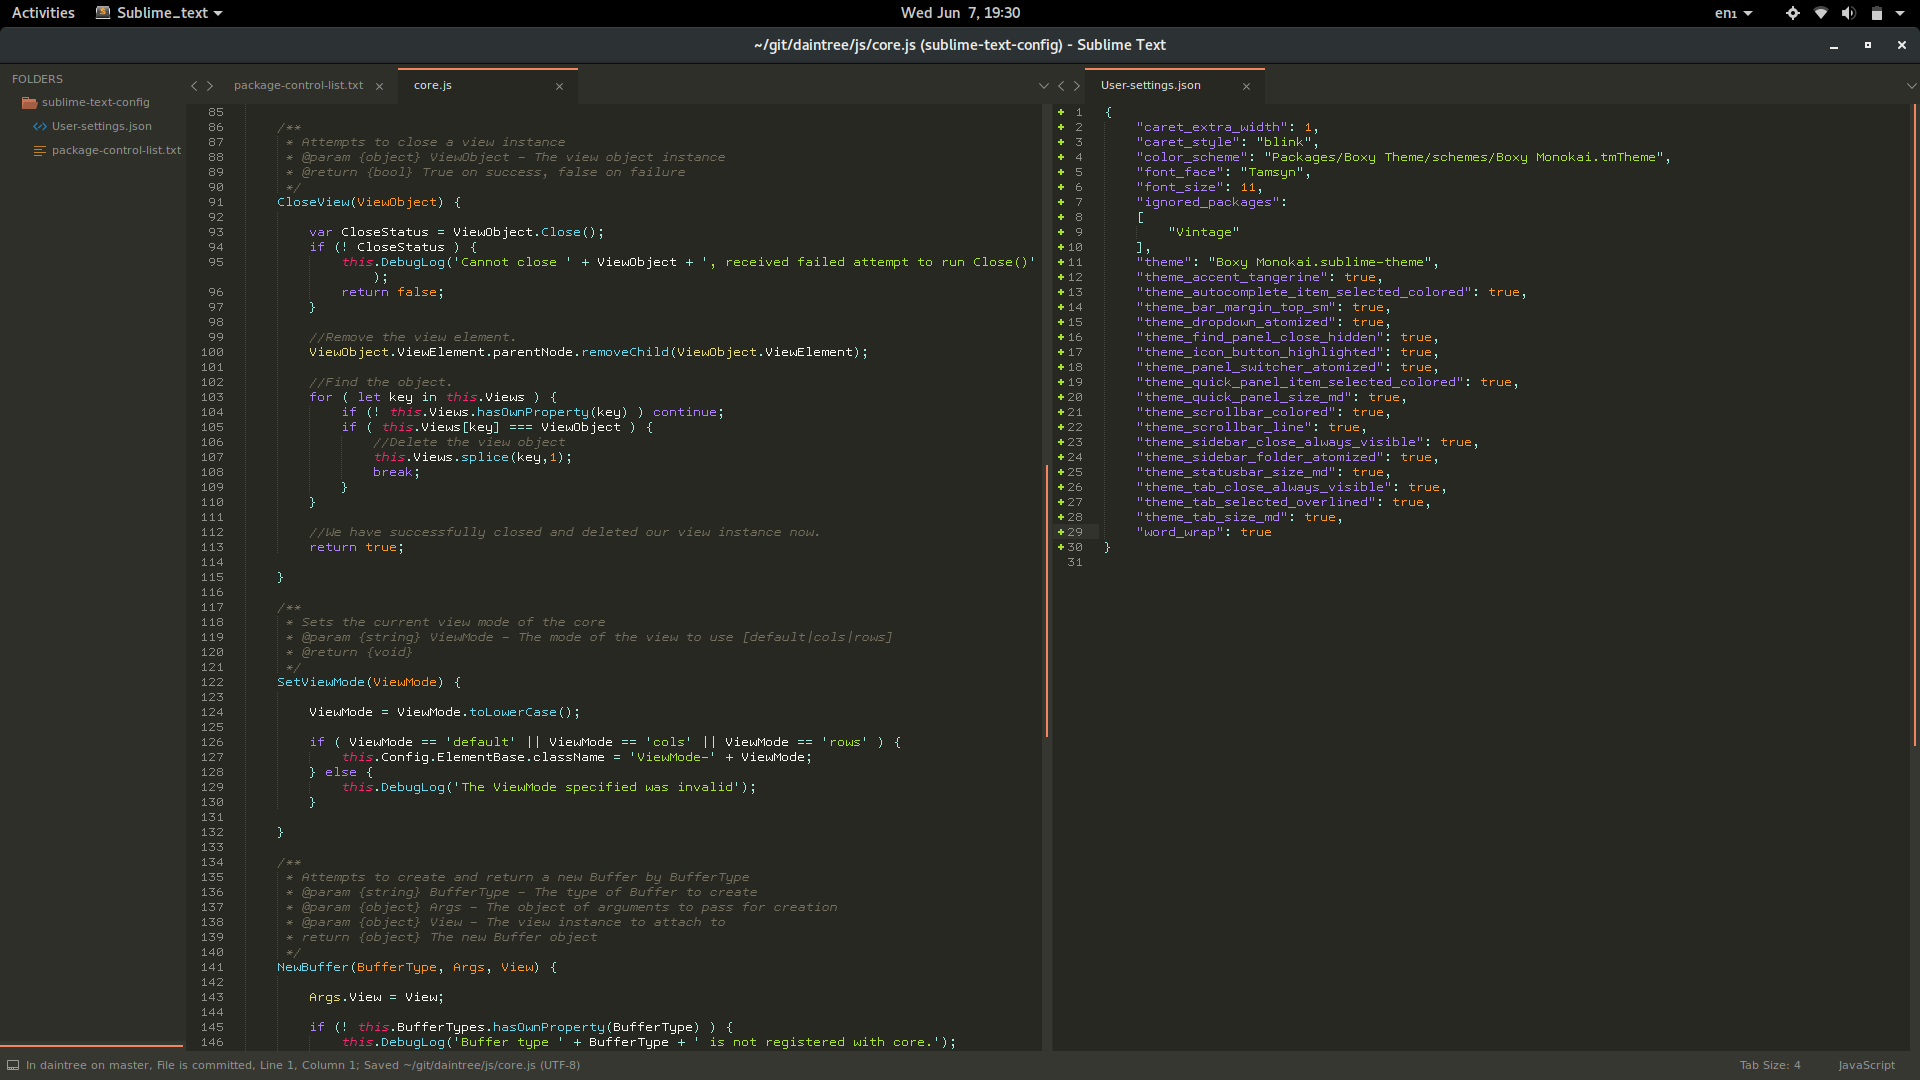 Activities
Sublime_text
Wed Jun 7, 19:30
en₁
~/git/daintree/js/core.js (sublime-text-config) - Sublime Text
FOLDERS
sublime-text-config
User-settings.json
package-control-list.txt
package-control-list.txt
core.js
85
86 /**
87 * Attempts to close a view instance
88 * @param {object} ViewObject - The view object instance
89 * @return {bool} True on success, false on failure
90 */
91 CloseView(ViewObject) {
92
93 var CloseStatus = ViewObject.Close();
94 if (! CloseStatus ) {
95 this.DebugLog('Cannot close ' + ViewObject + ', received failed attempt to run Close()'
);
96 return false;
97 }
98
99 //Remove the view element.
100 ViewObject.ViewElement.parentNode.removeChild(ViewObject.ViewElement);
101
102 //Find the object.
103 for ( let key in this.Views ) {
104 if (! this.Views.hasOwnProperty(key) ) continue;
105 if ( this.Views[key] === ViewObject ) {
106 //Delete the view object
107 this.Views.splice(key,1);
108 break;
109 }
110 }
111
112 //We have successfully closed and deleted our view instance now.
113 return true;
114
115 }
116
117 /**
118 * Sets the current view mode of the core
119 * @param {string} ViewMode - The mode of the view to use [default|cols|rows]
120 * @return {void}
121 */
122 SetViewMode(ViewMode) {
123
124 ViewMode = ViewMode.toLowerCase();
125
126 if ( ViewMode == 'default' || ViewMode == 'cols' || ViewMode == 'rows' ) {
127 this.Config.ElementBase.className = 'ViewMode-' + ViewMode;
128 } else {
129 this.DebugLog('The ViewMode specified was invalid');
130 }
131
132 }
133
134 /**
135 * Attempts to create and return a new Buffer by BufferType
136 * @param {string} BufferType - The type of Buffer to create
137 * @param {object} Args - The object of arguments to pass for creation
138 * @param {object} View - The view instance to attach to
139 * return {object} The new Buffer object
140 */
141 NewBuffer(BufferType, Args, View) {
142
143 Args.View = View;
144
145 if (! this.BufferTypes.hasOwnProperty(BufferType) ) {
146 this.DebugLog('Buffer type ' + BufferType + ' is not registered with core.');
User-settings.json
1 {
2 "caret_extra_width": 1,
3 "caret_style": "blink",
4 "color_scheme": "Packages/Boxy Theme/schemes/Boxy Monokai.tmTheme",
5 "font_face": "Tamsyn",
6 "font_size": 11,
7 "ignored_packages":
8 [
9 "Vintage"
10 ],
11 "theme": "Boxy Monokai.sublime-theme",
12 "theme_accent_tangerine": true,
13 "theme_autocomplete_item_selected_colored": true,
14 "theme_bar_margin_top_sm": true,
15 "theme_dropdown_atomized": true,
16 "theme_find_panel_close_hidden": true,
17 "theme_icon_button_highlighted": true,
18 "theme_panel_switcher_atomized": true,
19 "theme_quick_panel_item_selected_colored": true,
20 "theme_quick_panel_size_md": true,
21 "theme_scrollbar_colored": true,
22 "theme_scrollbar_line": true,
23 "theme_sidebar_close_always_visible": true,
24 "theme_sidebar_folder_atomized": true,
25 "theme_statusbar_size_md": true,
26 "theme_tab_close_always_visible": true,
27 "theme_tab_selected_overlined": true,
28 "theme_tab_size_md": true,
29 "word_wrap": true
30 }
31
In daintree on master, File is committed, Line 1, Column 1; Saved ~/git/daintree/js/core.js (UTF-8)
Tab Size: 4
JavaScript